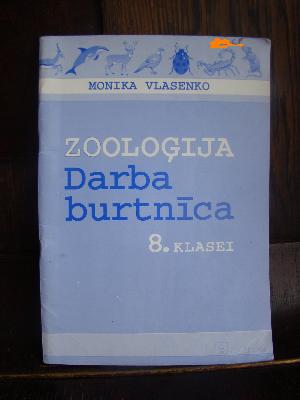 MONIKA VLASENKO
ZOOLOĢIJA
Darba
burtnīca
8. KLASEI